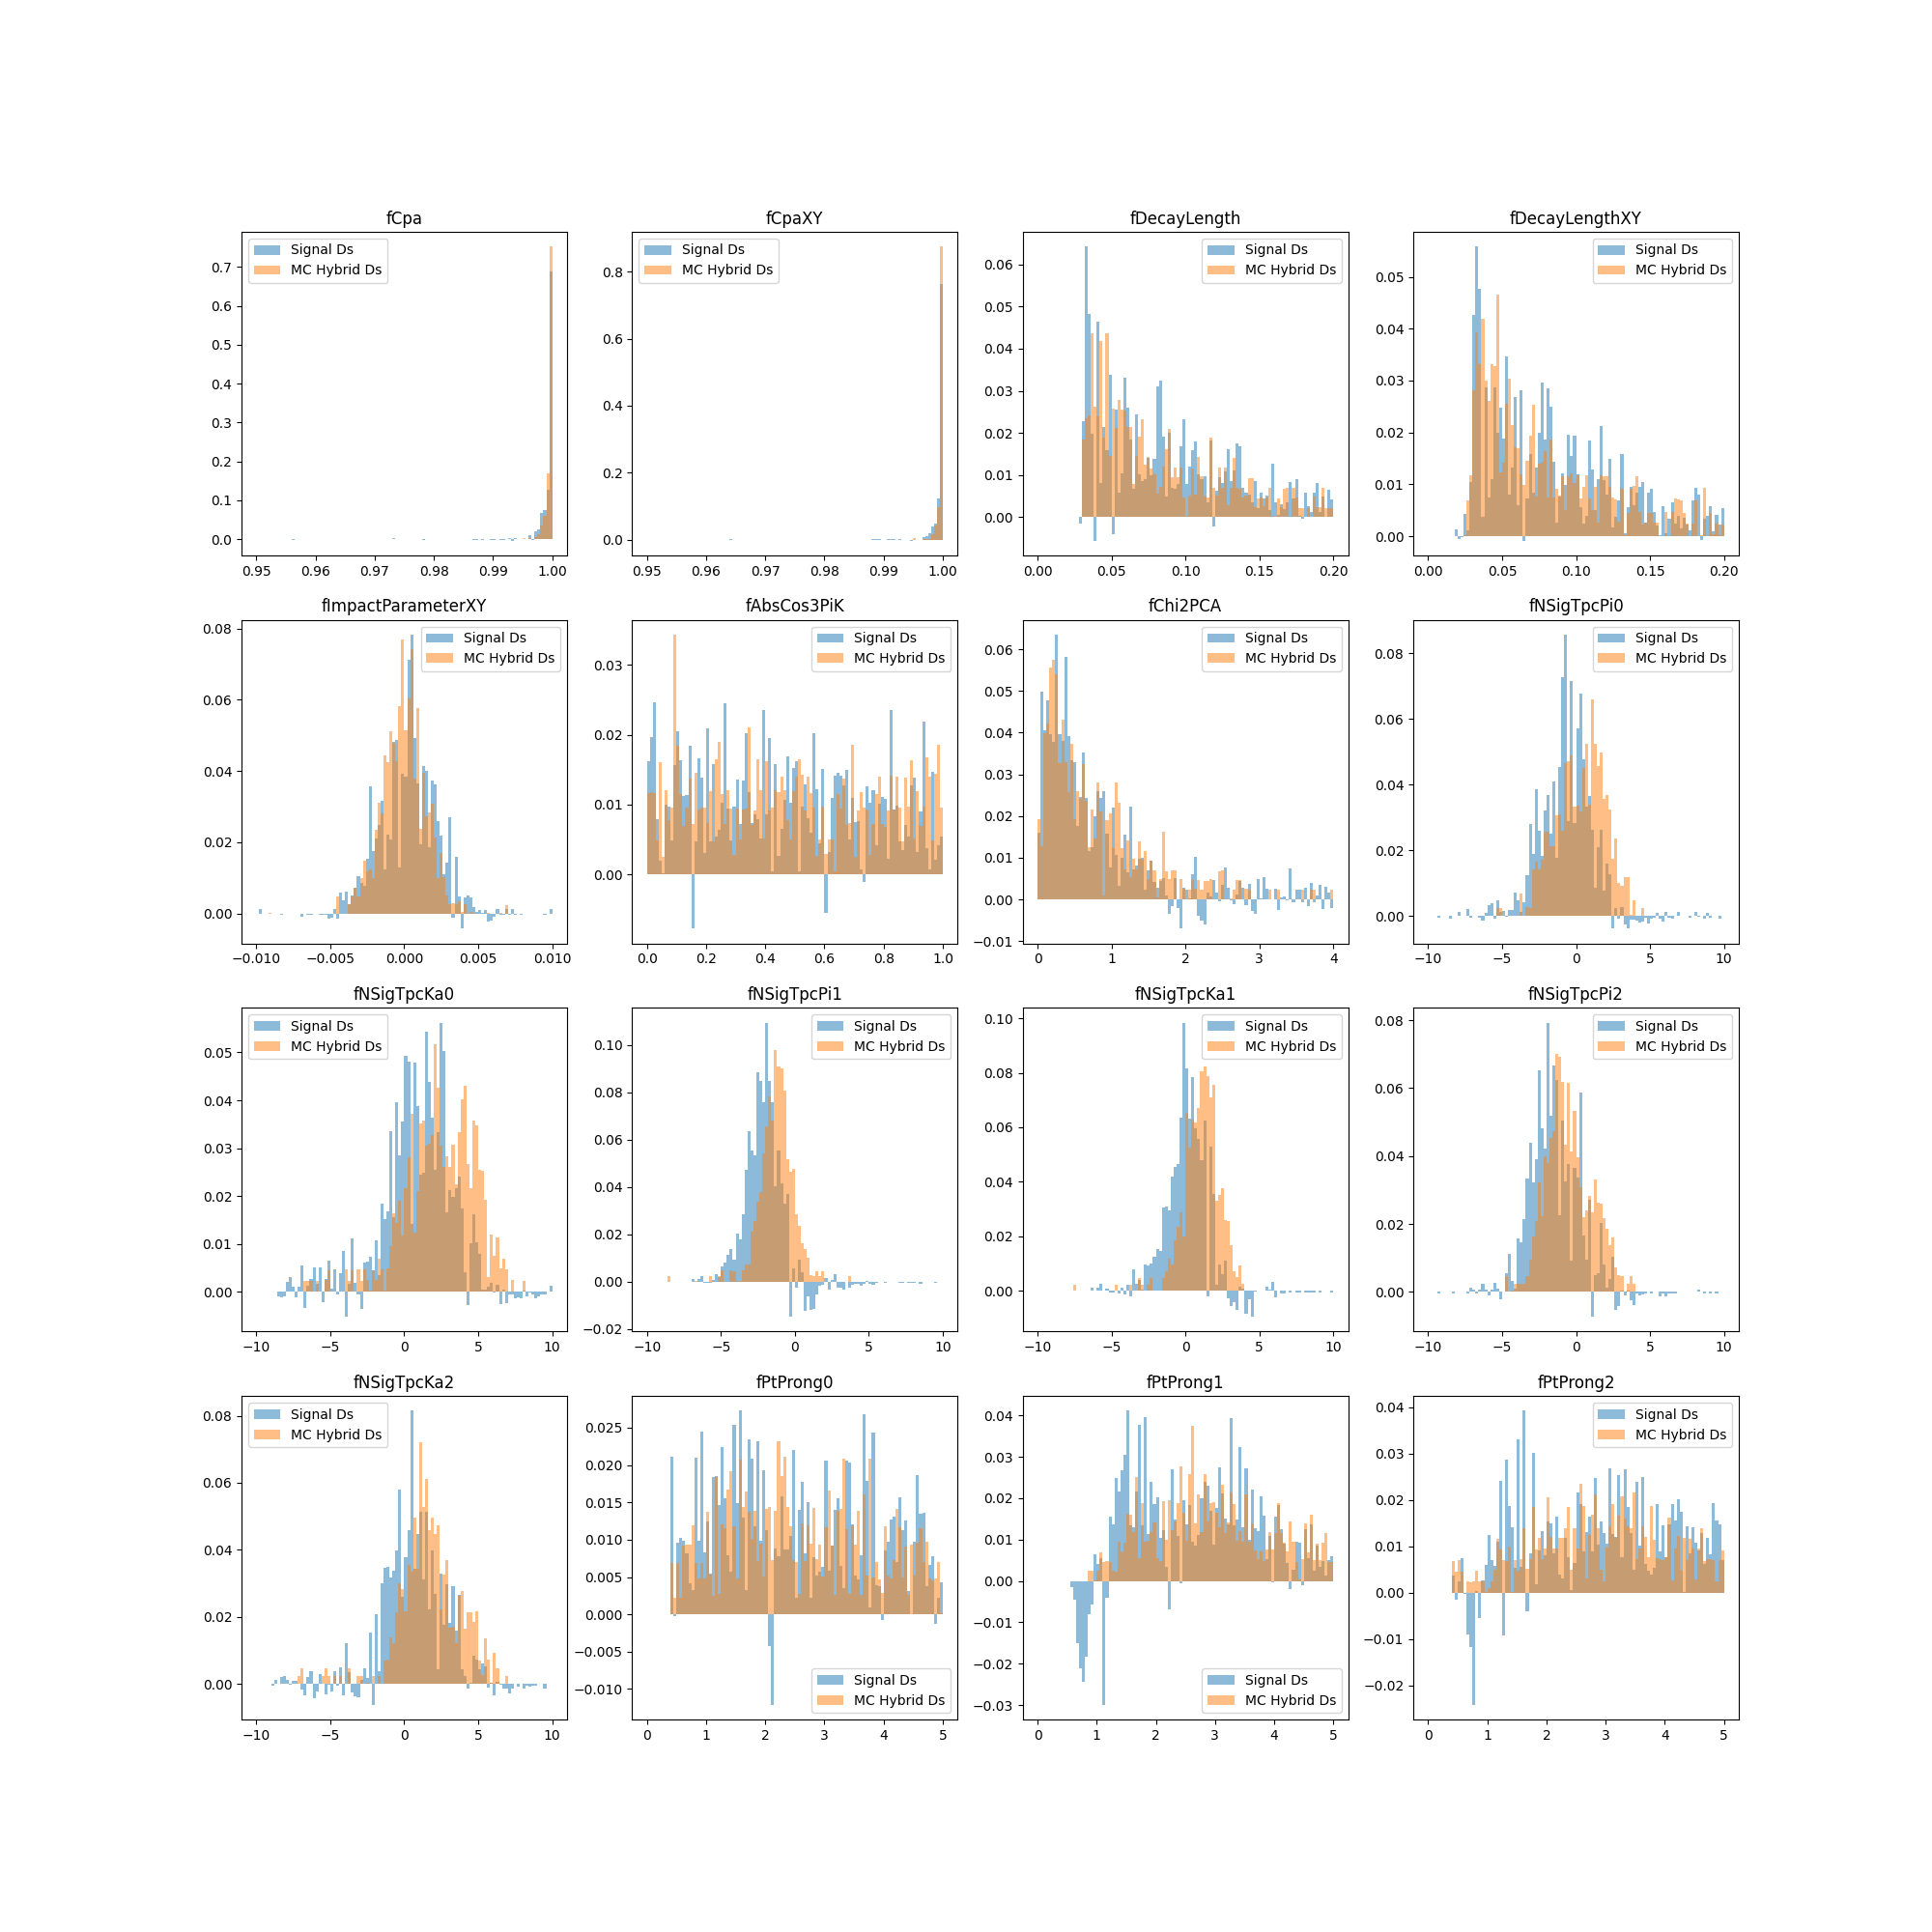 fCpa
Signal Ds
MC Hybrid Ds
0.7
0.6
0.5
0.4
0.3
0.2
0.1
0.0
0.95 0.96 0.97 0.98 0.99 1.00
fCpaXY
Signal Ds
MC Hybrid Ds
0.8
0.6
0.4
0.2
0.0
0.95 0.96 0.97 0.98 0.99 1.00
fDecayLength
Signal Ds
MC Hybrid Ds
0.06
0.05
0.04
0.03
0.02
0.01
0.00
0.00 0.05 0.10 0.15 0.20
fDecayLengthXY
Signal Ds
MC Hybrid Ds
0.05
0.04
0.03
0.02
0.01
0.00
0.00 0.05 0.10 0.15 0.20
fImpactParameterXY
Signal Ds
MC Hybrid Ds
0.08
0.06
0.04
0.02
0.00
−0.010 −0.005 0.000 0.005 0.010
fAbsCos3PiK
Signal Ds
MC Hybrid Ds
0.03
0.02
0.01
0.00
0.0 0.2 0.4 0.6 0.8 1.0
fChi2PCA
Signal Ds
MC Hybrid Ds
0.06
0.05
0.04
0.03
0.02
0.01
0.00
−0.01
0 1 2 3 4
fNSigTpcPi0
Signal Ds
MC Hybrid Ds
0.08
0.06
0.04
0.02
0.00
−10 −5 0 5 10
fNSigTpcKa0
Signal Ds
MC Hybrid Ds
0.05
0.04
0.03
0.02
0.01
0.00
−10 −5 0 5 10
fNSigTpcPi1
Signal Ds
MC Hybrid Ds
0.10
0.08
0.06
0.04
0.02
0.00
−0.02
−10 −5 0 5 10
fNSigTpcKa1
Signal Ds
MC Hybrid Ds
0.10
0.08
0.06
0.04
0.02
0.00
−10 −5 0 5 10
fNSigTpcPi2
Signal Ds
MC Hybrid Ds
0.08
0.06
0.04
0.02
0.00
−10 −5 0 5 10
fNSigTpcKa2
Signal Ds
MC Hybrid Ds
0.08
0.06
0.04
0.02
0.00
−10 −5 0 5 10
fPtProng0
0.025
0.020
0.015
0.010
0.005
0.000
−0.005
−0.010
Signal Ds
MC Hybrid Ds
0 1 2 3 4 5
fPtProng1
0.04
0.03
0.02
0.01
0.00
−0.01
−0.02
−0.03
Signal Ds
MC Hybrid Ds
0 1 2 3 4 5
fPtProng2
Signal Ds
MC Hybrid Ds
0.04
0.03
0.02
0.01
0.00
−0.01
−0.02
0 1 2 3 4 5